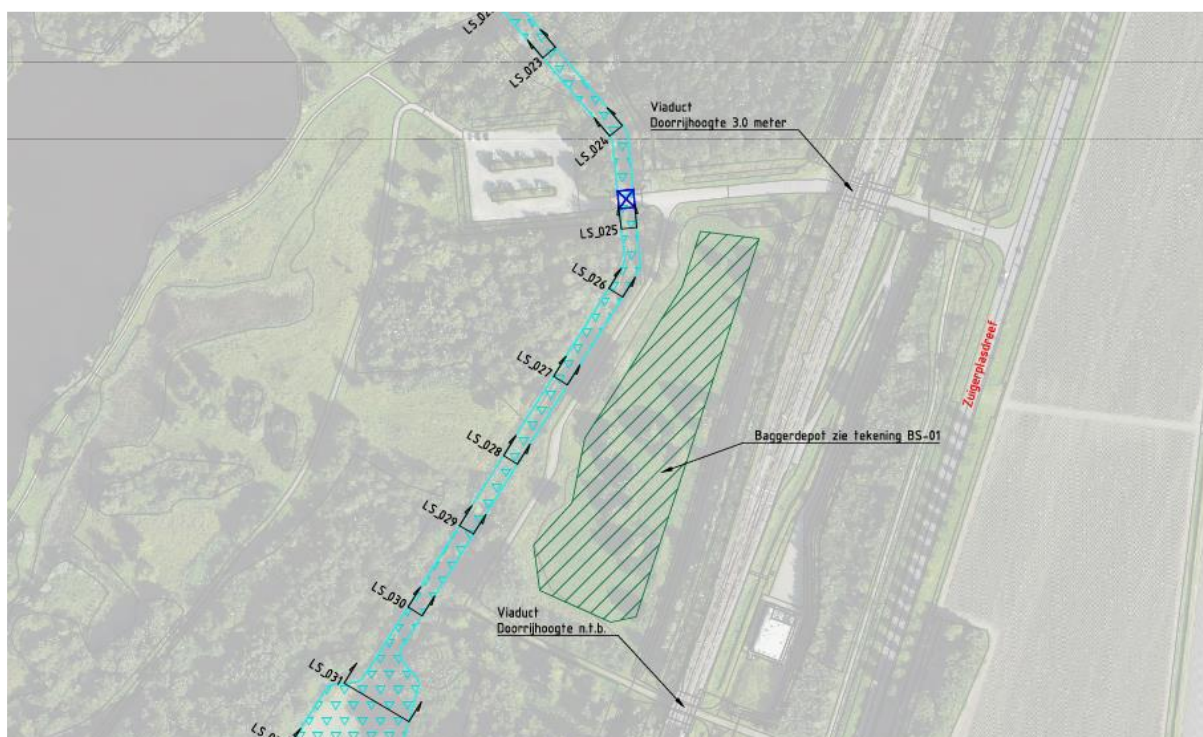 LS_023
LS_024
Viaduct
Doorrijhoogte 3.0 meter
LS_025
LS_026
LS_027
Zuigerplasdreef
LS_028
Baggerdepot zie tekening BS-01
LS_029
LS_030
Viaduct
Doorrijhoogte n.t.b.
LS_031